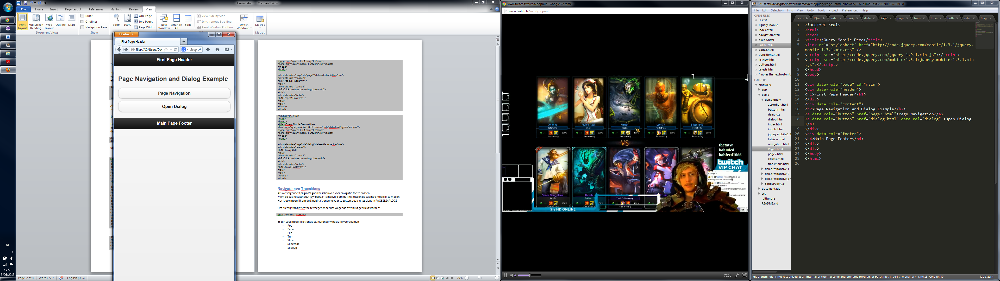 Cursus.docx - Microsoft Word
File Home Insert Page Layout References Mailings Review View
Print Layout
Full Screen Reading
Web Layout
Outline
Draft
Document Views
Ruler
Gridlines
Navigation Pane
Show
Zoom
100%
One Page
Two Pages
Page Width
New Window
Arrange All
Split
View Side by Side
Synchronous Scrolling
Reset Window Position
Switch Windows
Macros
Macros
Firefox
First Page Header
file:///C:/Users/Dav
Goog
First Page Header
Page Navigation and Dialog Example
Page Navigation
Open Dialog
Main Page Footer
<script src="jquery-1.6.4.min.js"></script>
<script src="jquery.mobile-1.0rc2.min.js"></script>
</head>
<body>
<div data-role="page" id="page2" data-add-back-btn="true">
<div data-role="header">
<h1>Page 2 Header</h1>
</div>
<div data-role="content">
<h2>Click on close button to go back </h2>
</div>
<div data-role="footer">
<h4>Page 2 Footer</h4>
</div>
</div>
</body>
</html>
<!DOCTYPE html>
<html>
<head>
<title>jQuery Mobile Demo</title>
<link href="jquery.mobile-1.0rc2.min.css" rel="stylesheet" type="text/css"/>
<script src="jquery-1.6.4.min.js"></script>
<script src="jquery.mobile-1.0rc2.min.js"></script>
</head>
<body>
<div data-role="page" id="dialog" data-add-back-btn="true">
<div data-role="header">
<h1>Dialog</h1>
</div>
<div data-role="content">
<h2>Click on close button to go back</h2>
</div>
<div data-role="footer">
<h4>Dialog Footerr</h4>
</div>
</div>
</body>
</html>
Navigation en Transitions
Als we volgende 3 pagina's gaan beschouwen voor navigatie toe te passen.
Merk op dat het attribuut id="page2" is ingevuld om de links tussen de pagina's mogelijk te maken.
Het is ook mogelijk om de 3 pagina's onder elkaar te zetten, zoals uitgelegd in PAGES&DIALOGS
Om hierbij transitities toe te voegen moet het volgende attribuut gebruikt worden:
data-transition="transition"
Er zijn veel mogelijke transities, hieronder vind u alle voorbeelden
- Pop
- Fade
- Flip
- Turn
- Slide
- Slidefade
- Slideup
NL
12:56
3/06/2013
Page: 2 of 4 Words: 587 English (U.S.)
79%
www.twitch.tv/sivhd/popout - Google Chrome
www.twitch.tv/sivhd/popout
Orianna
Nurse Akali
Urgot
Lee Sin
Blitzcrank
100% 100% 100% 100% 100%
Summoning Summoning Summoning Summoning Summoning
VS
thetatsu
kohuded
bobfred1066
twitch
VIP CHAT
Sailor Gangplank
Thresh
Siv HD
Batman
The Blind Monkey
100% 100% 100% 100%
Summoning
Siv HD ONLINE
720p
C:\Users\David\git\eindwerk\demo\demojquery\Page1.html (eindwerk) - Sublime Text 2 (UNREGISTERED)
File Edit Selection Find View Goto Tools Project Preferences Help
OPEN FILES
Les.txt
JQuery Mobile
index.html
navigation.html
dialog.html
Page1.html
page2.html
transitions.html
listview.html
buttons.html
selects.html
fimpjes thenewbosten.tx
FOLDERS
eindwerk
app
demo
demojquery
accordion.html
buttons.html
demo.css
dialog.html
index.html
inputs.html
jquery.mobile-1.3
listview.html
navigation.html
Page1.html
page2.html
selects.html
transitions.html
demoresponsive-1
demoresponsive-2
demoresponsive_er
SinglePageAjax
documentatie
Les
.gitignore
README.md
Les.t JQue index navig dialo Page page tran listvi butt selec fimpj
1 <!DOCTYPE html>
2 <html>
3 <head>
4 <title>jQuery Mobile Demo</title>
5 <link rel="stylesheet" href="http://code.jquery.com/mobile/1.3.1/jquery.
mobile-1.3.1.min.css" />
6 <script src="http://code.jquery.com/jquery-1.9.1.min.js"></script>
7 <script src="http://code.jquery.com/mobile/1.3.1/jquery.mobile-1.3.1.min
.js"></script>
8 </head>
9 <body>
10
11 <div data-role="page" id="main">
12 <div data-role="header">
13 <h1>First Page Header</h1>
14 </div>
15 <div data-role="content">
16 <h2>Page Navigation and Dialog Example</h2>
17 <a data-role="button" href="page2.html">Page Navigation</a>
18 <a data-role="button" href="dialog.html" data-rel="dialog" >Open Dialog
</a>
19 </div>
20 <div data-role="footer">
21 <h4>Main Page Footer</h4>
22 </div>
23 </div>
24 </body>
25 </html>
26
git branch: 'git' is not recognized as an internal or external command,operable program or batch file., index: √, working: √, Line 18, Column 40
Tab Size: 4